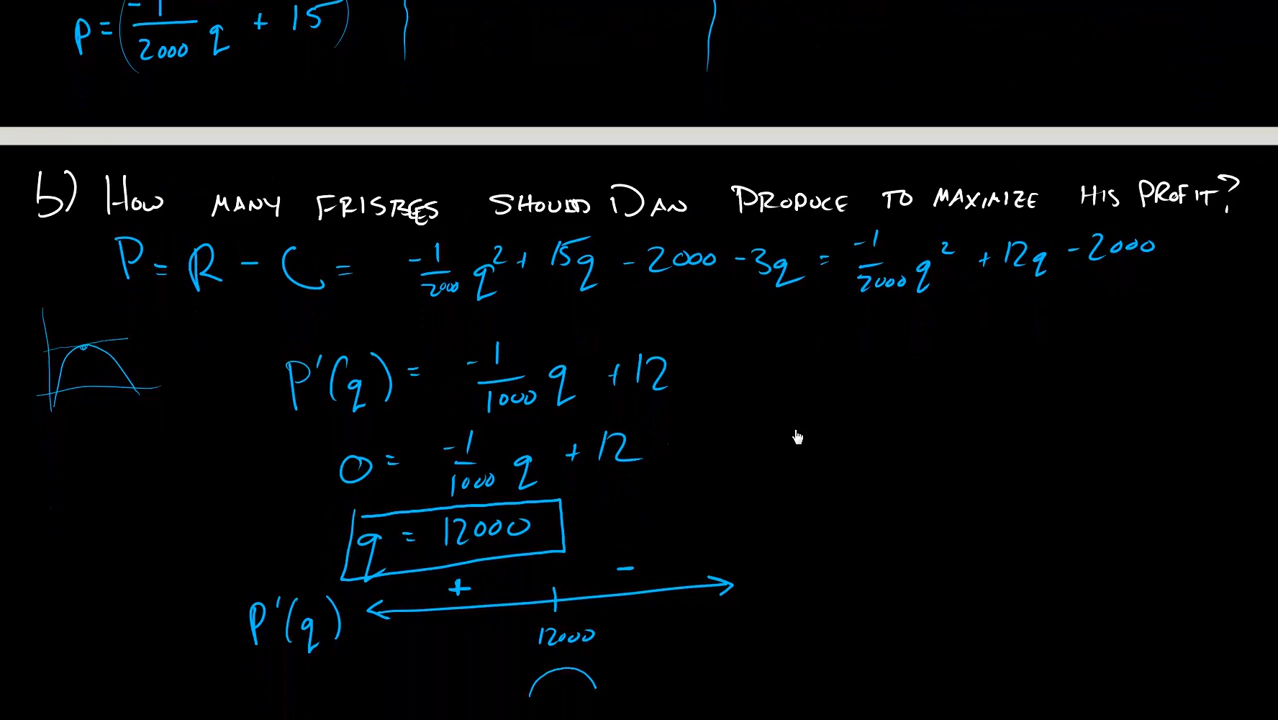 p = (-1/2000 q + 15)
b) HOW MANY FRISBEES SHOULD DAN PRODUCE TO MAXIMIZE HIS PROFIT?
P = R - C = -1/2000 q² + 15q - 2000 - 3q = -1/2000 q² + 12q - 2000
P'(q) = -1/1000 q + 12
0 = -1/1000 q + 12
q = 12000
+ -
P'(q)
12000